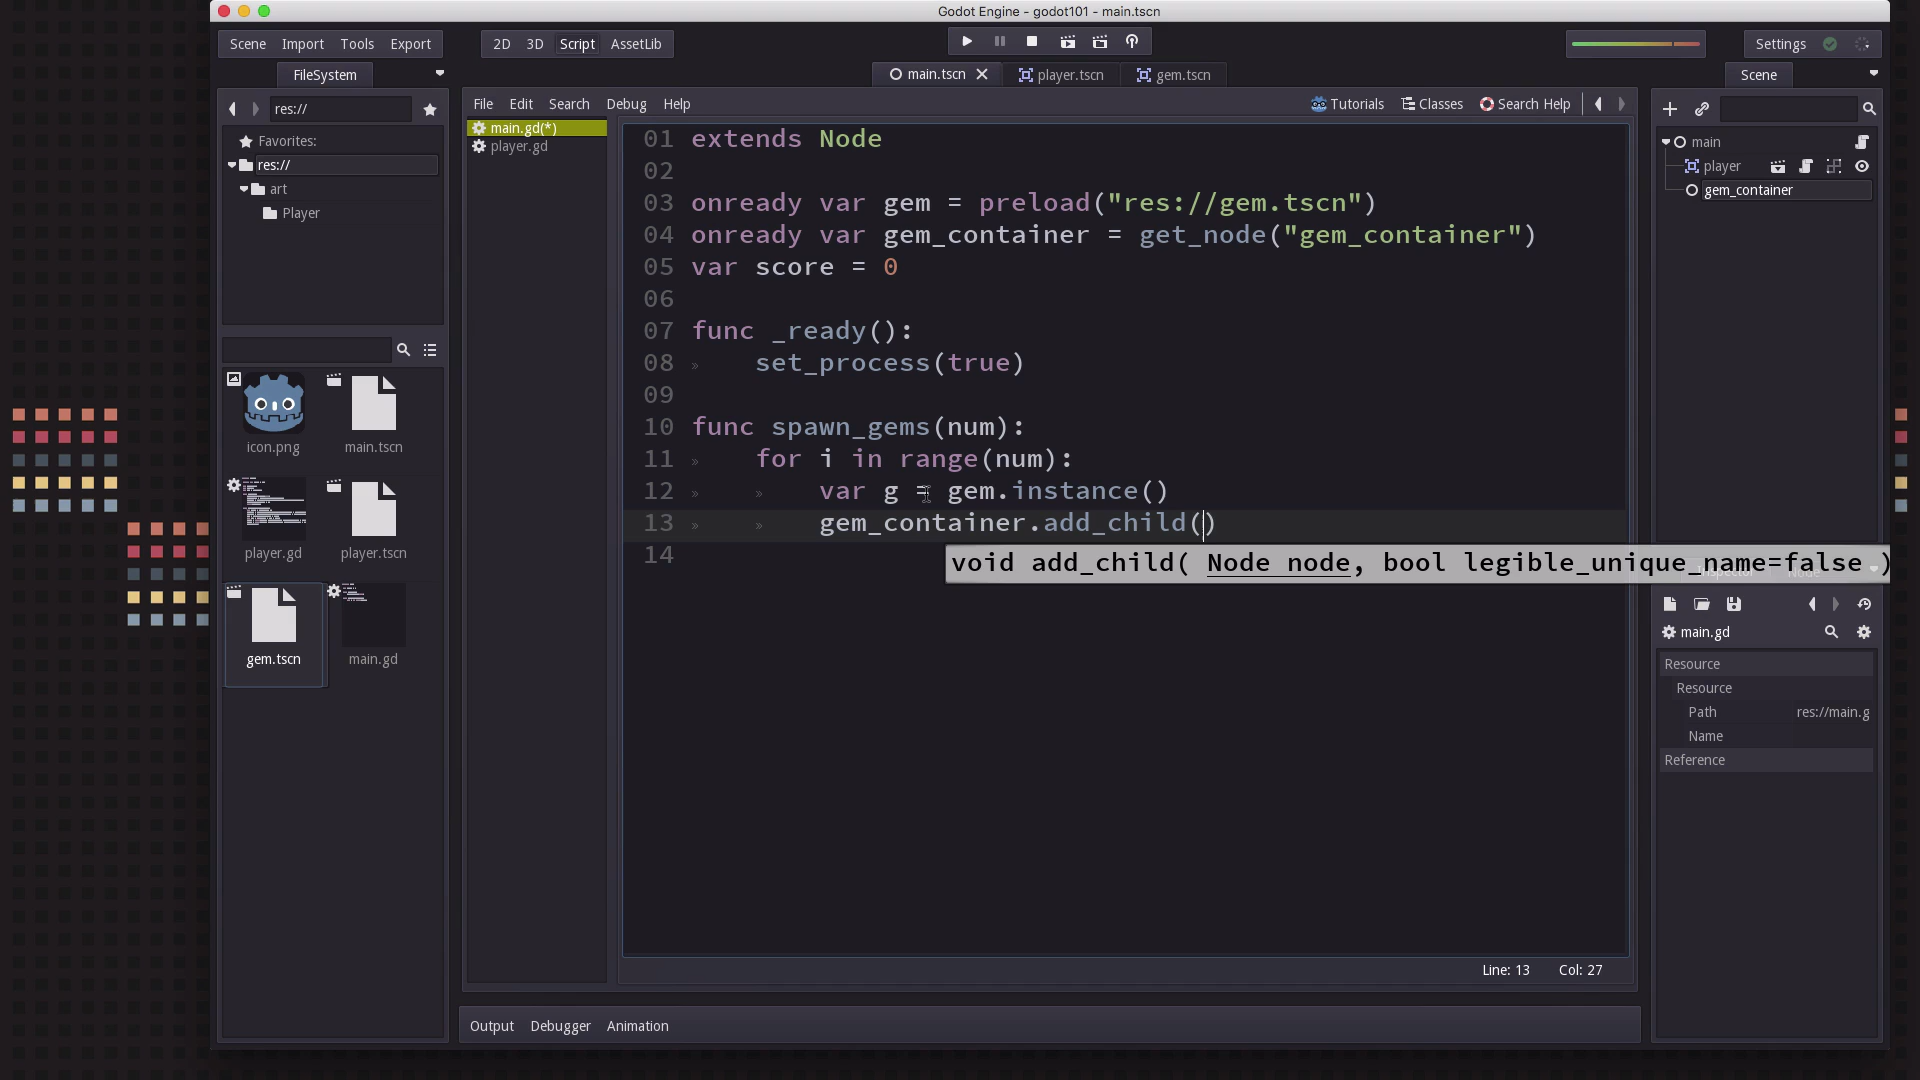 Godot Engine - godot101 - main.tscn
Scene Import Tools Export
2D 3D Script AssetLib
Settings
FileSystem
main.tscn player.tscn gem.tscn
Scene
res://
File Edit Search Debug Help
Tutorials Classes Search Help
Favorites:
res://
art
Player
main.gd(*)
player.gd
01 extends Node
02
03 onready var gem = preload("res://gem.tscn")
04 onready var gem_container = get_node("gem_container")
05 var score = 0
06
07 func _ready():
08 » set_process(true)
09
10 func spawn_gems(num):
11 » for i in range(num):
12 » » var g = gem.instance()
13 » » gem_container.add_child()
14
void add_child( Node node, bool legible_unique_name=false )
main
player
gem_container
icon.png
main.tscn
player.gd
player.tscn
gem.tscn
main.gd
main.gd
Resource
Resource
Path res://main.g
Name
Reference
Line: 13 Col: 27
Output Debugger Animation